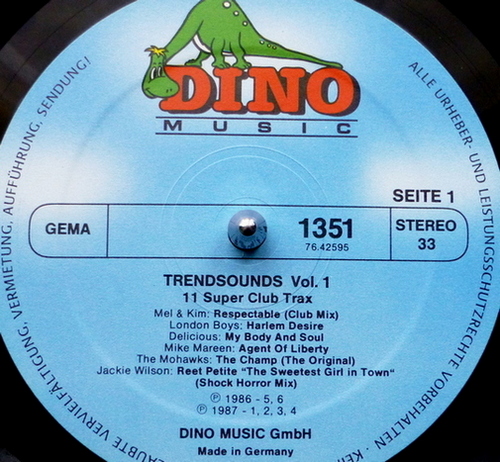 DINO
MUSIC
SEITE 1
GEMA
1351
76.42595
STEREO
33
TRENDSOUNDS Vol. 1
11 Super Club Trax
Mel & Kim: Respectable (Club Mix)
London Boys: Harlem Desire
Delicious: My Body And Soul
Mike Mareen: Agent Of Liberty
The Mohawks: The Champ (The Original)
Jackie Wilson: Reet Petite "The Sweetest Girl in Town"
(Shock Horror Mix)
℗ 1986 - 5, 6
℗ 1987 - 1, 2, 3, 4
DINO MUSIC GmbH
Made in Germany
ALLE URHEBER- UND LEISTUNGSSCHUTZRECHTE VORBEHALTEN · 
VERVIELFÄLTIGUNG, VERMIETUNG, AUFFÜHRUNG, SENDUNG!